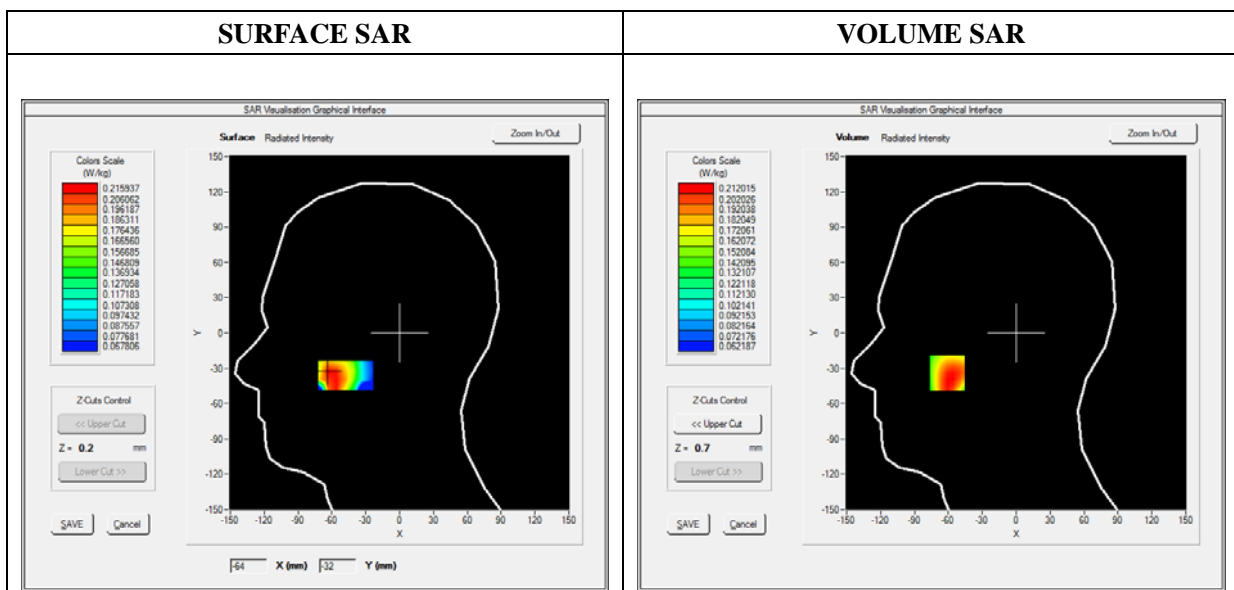 SURFACE SAR
VOLUME SAR
SAR Visualisation Graphical Interface
Surface Radiated Intensity
Zoom In/Out
Colors Scale
(W/kg)
0.215937
0.206062
0.196187
0.186311
0.176436
0.166560
0.156685
0.146809
0.136934
0.127058
0.117183
0.107308
0.097432
0.087557
0.077681
0.067806
150
120
90
60
30
0
-30
-60
-90
-120
-150
Y
-150 -120 -90 -60 -30 0 30 60 90 120 150
X
Z-Cuts Control
<< Upper Cut
Z = 0.2 mm
Lower Cut >>
SAVE Cancel
-64 X (mm) -32 Y (mm)
SAR Visualisation Graphical Interface
Volume Radiated Intensity
Zoom In/Out
Colors Scale
(W/kg)
0.212015
0.202026
0.192038
0.182049
0.172061
0.162072
0.152084
0.142095
0.132107
0.122118
0.112130
0.102141
0.092153
0.082164
0.072176
0.062187
150
120
90
60
30
0
-30
-60
-90
-120
-150
Y
-150 -120 -90 -60 -30 0 30 60 90 120 150
X
Z-Cuts Control
<< Upper Cut
Z = 0.7 mm
Lower Cut >>
SAVE Cancel